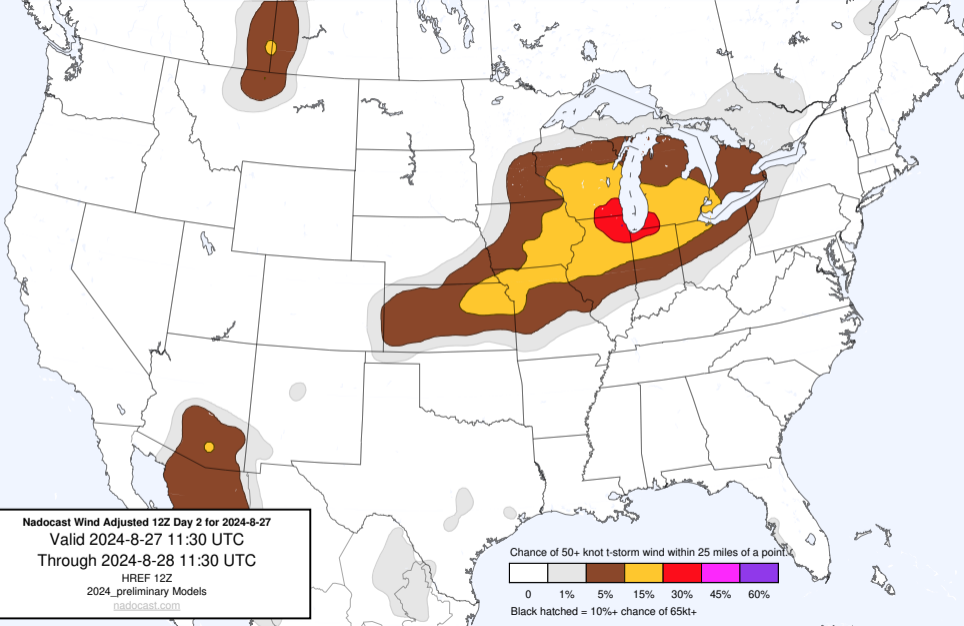 Nadocast Wind Adjusted 12Z Day 2 for 2024-8-27
Valid 2024-8-27 11:30 UTC
Through 2024-8-28 11:30 UTC
HREF 12Z
2024_preliminary Models
nadocast.com
Chance of 50+ knot t-storm wind within 25 miles of a point.
0 1% 5% 15% 30% 45% 60%
Black hatched = 10%+ chance of 65kt+